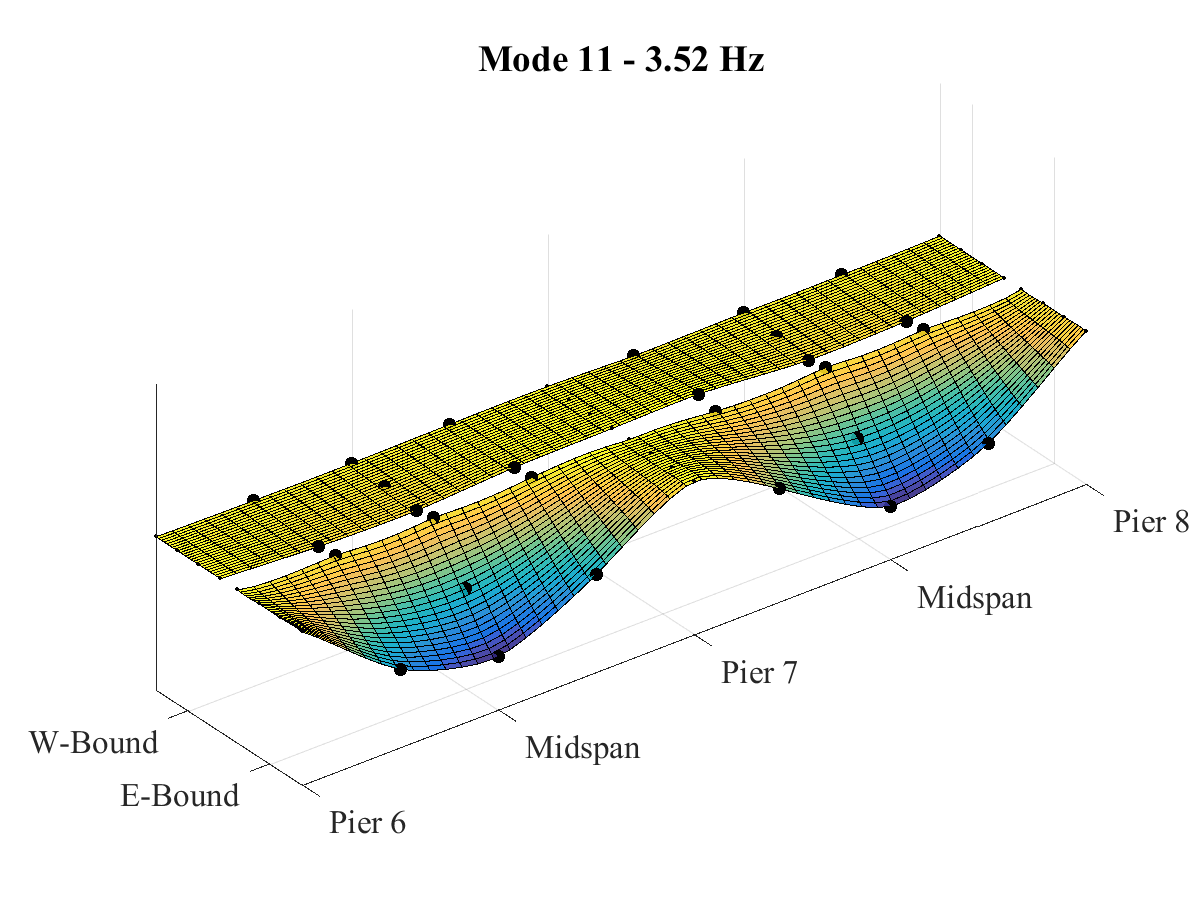 Mode 11 - 3.52 Hz
Pier 8
Midspan
Pier 7
W-Bound
Midspan
E-Bound
Pier 6